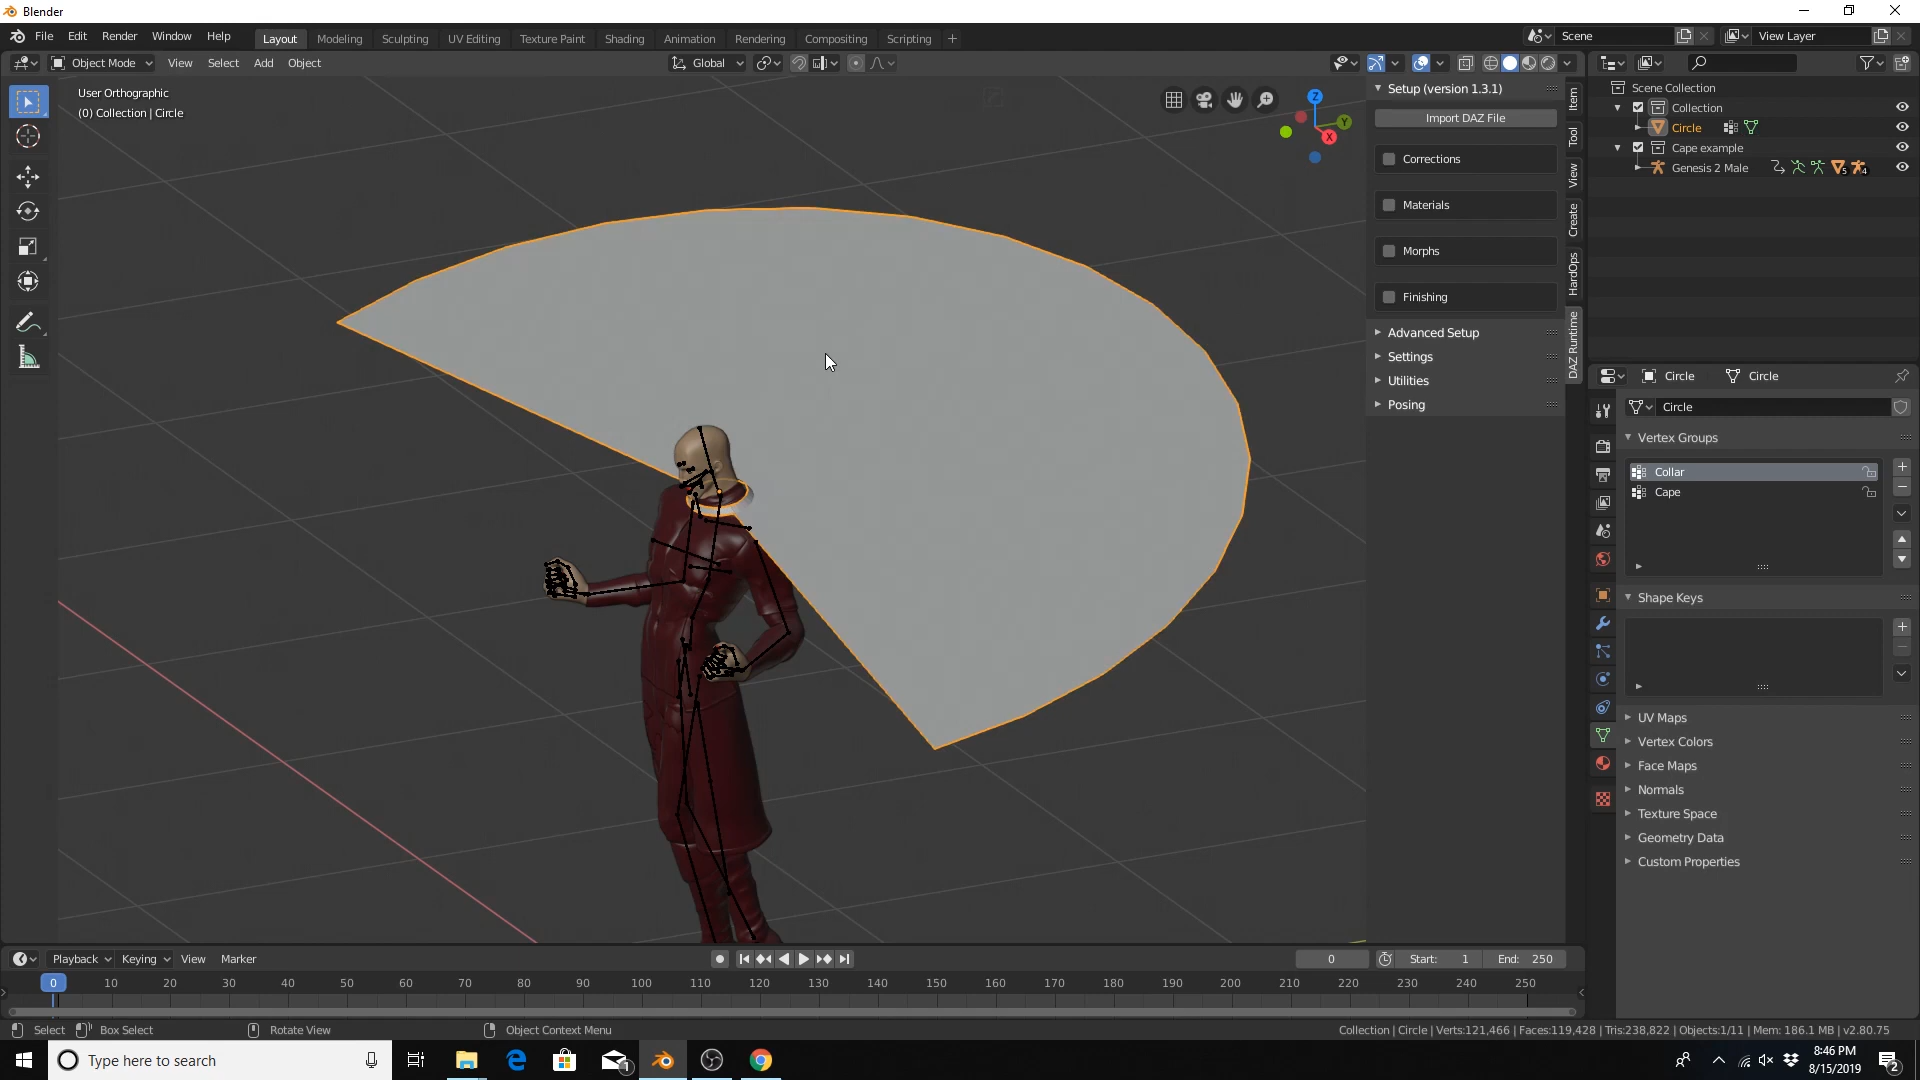 Blender
File Edit Render Window Help
Layout Modeling Sculpting UV Editing Texture Paint Shading Animation Rendering Compositing Scripting
Scene
View Layer
Object Mode View Select Add Object
Global
User Orthographic
(0) Collection | Circle
Z
Y
X
Setup (version 1.3.1)
Import DAZ File
Corrections
Materials
Morphs
Finishing
Advanced Setup
Settings
Utilities
Posing
Item
Tool
View
Create
HardOps
DAZ Runtime
Scene Collection
Collection
Circle
Cape example
Genesis 2 Male
5
4
Circle
Circle
Circle
Vertex Groups
Collar
Cape
Shape Keys
UV Maps
Vertex Colors
Face Maps
Normals
Texture Space
Geometry Data
Custom Properties
Playback Keying View Marker
0
Start: 1
End: 250
0 10 20 30 40 50 60 70 80 90 100 110 120 130 140 150 160 170 180 190 200 210 220 230 240 250
Select Box Select Rotate View Object Context Menu
Collection | Circle | Verts:121,466 | Faces:119,428 | Tris:238,822 | Objects:1/11 | Mem: 186.1 MB | v2.80.75
Type here to search
1
8:46 PM
8/15/2019
2